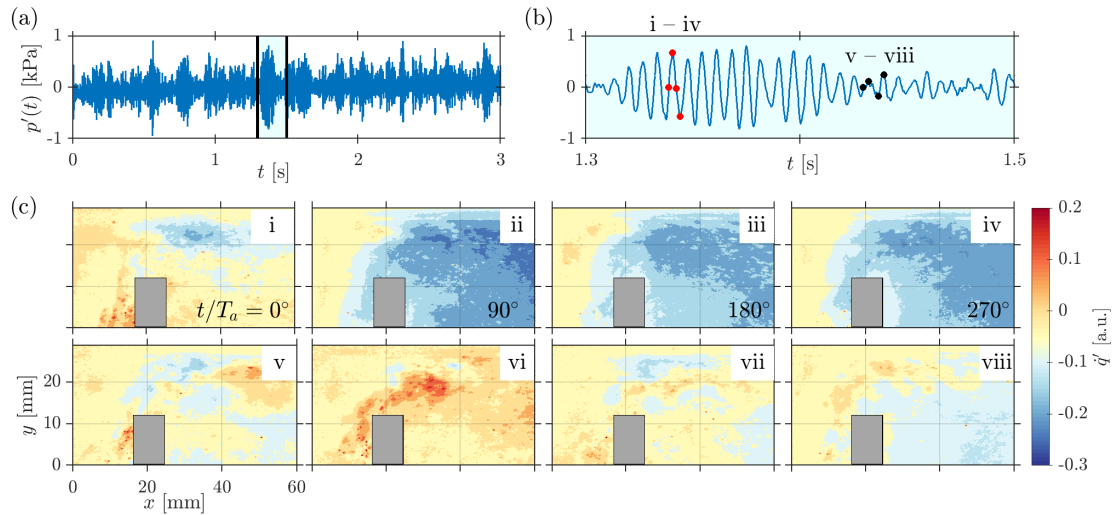 (a)
(b)
i – iv
v – viii
p′(t) [kPa]
1
0
-1
0
1
2
3
t [s]
1
0
-1
1.3
1.5
t [s]
(c)
i
ii
iii
iv
t/Tₐ = 0°
90°
180°
270°
v
vi
vii
viii
y [mm]
20
10
0
0
20
40
60
x [mm]
0.2
0.1
0
-0.1
-0.2
-0.3
q̇′ [a.u.]